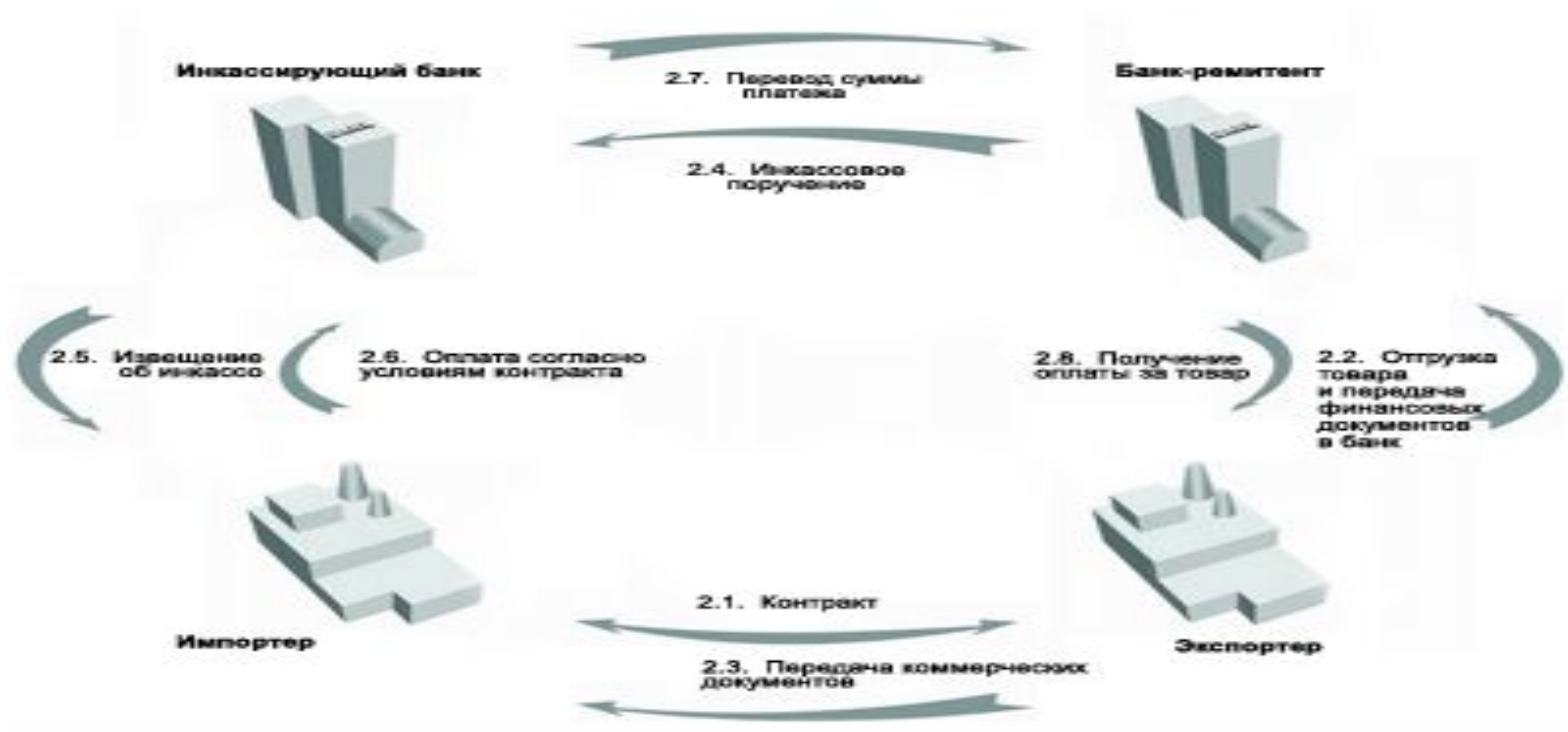 Инкассирующий банк
Банк-ремитент
2.7. Перевод суммы
платежа
2.4. Инкассовое
поручение
2.5. Извещение
об инкассо
2.6. Оплата согласно
условиям контракта
2.8. Получение
оплаты за товар
2.2. Отгрузка
товара
и передача
финансовых
документов
в банк
2.1. Контракт
Импортер
Экспортер
2.3. Передача коммерческих
документов